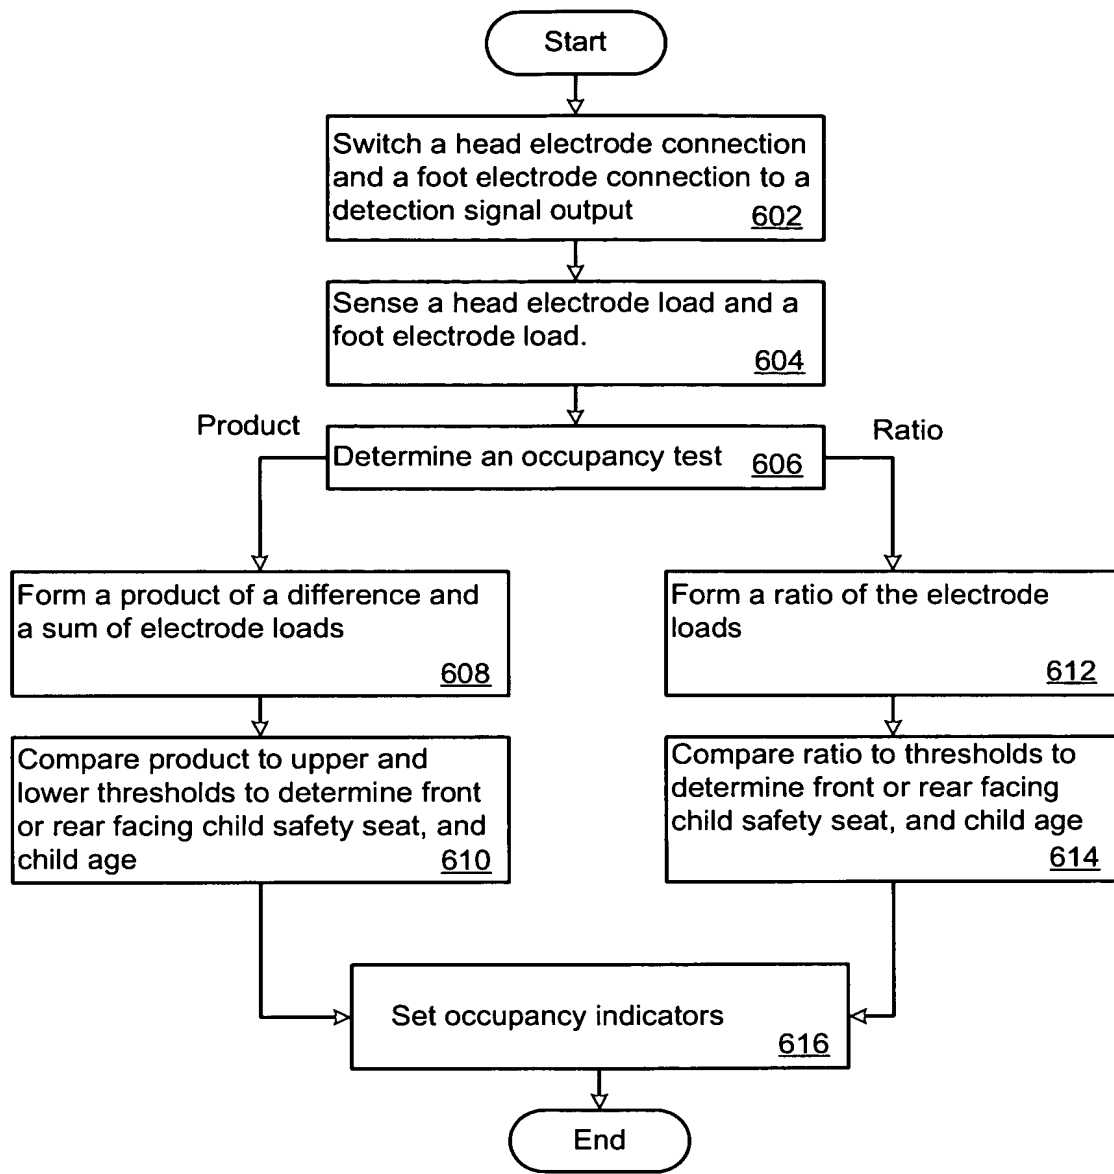 Start
Switch a head electrode connection
and a foot electrode connection to a
detection signal output 602
Sense a head electrode load and a
foot electrode load.
604
Product
Ratio
Determine an occupancy test 606
Form a product of a difference and
a sum of electrode loads
608
Form a ratio of the electrode
loads
612
Compare product to upper and
lower thresholds to determine front
or rear facing child safety seat, and
child age 610
Compare ratio to thresholds to
determine front or rear facing
child safety seat, and child age
614
Set occupancy indicators
616
End